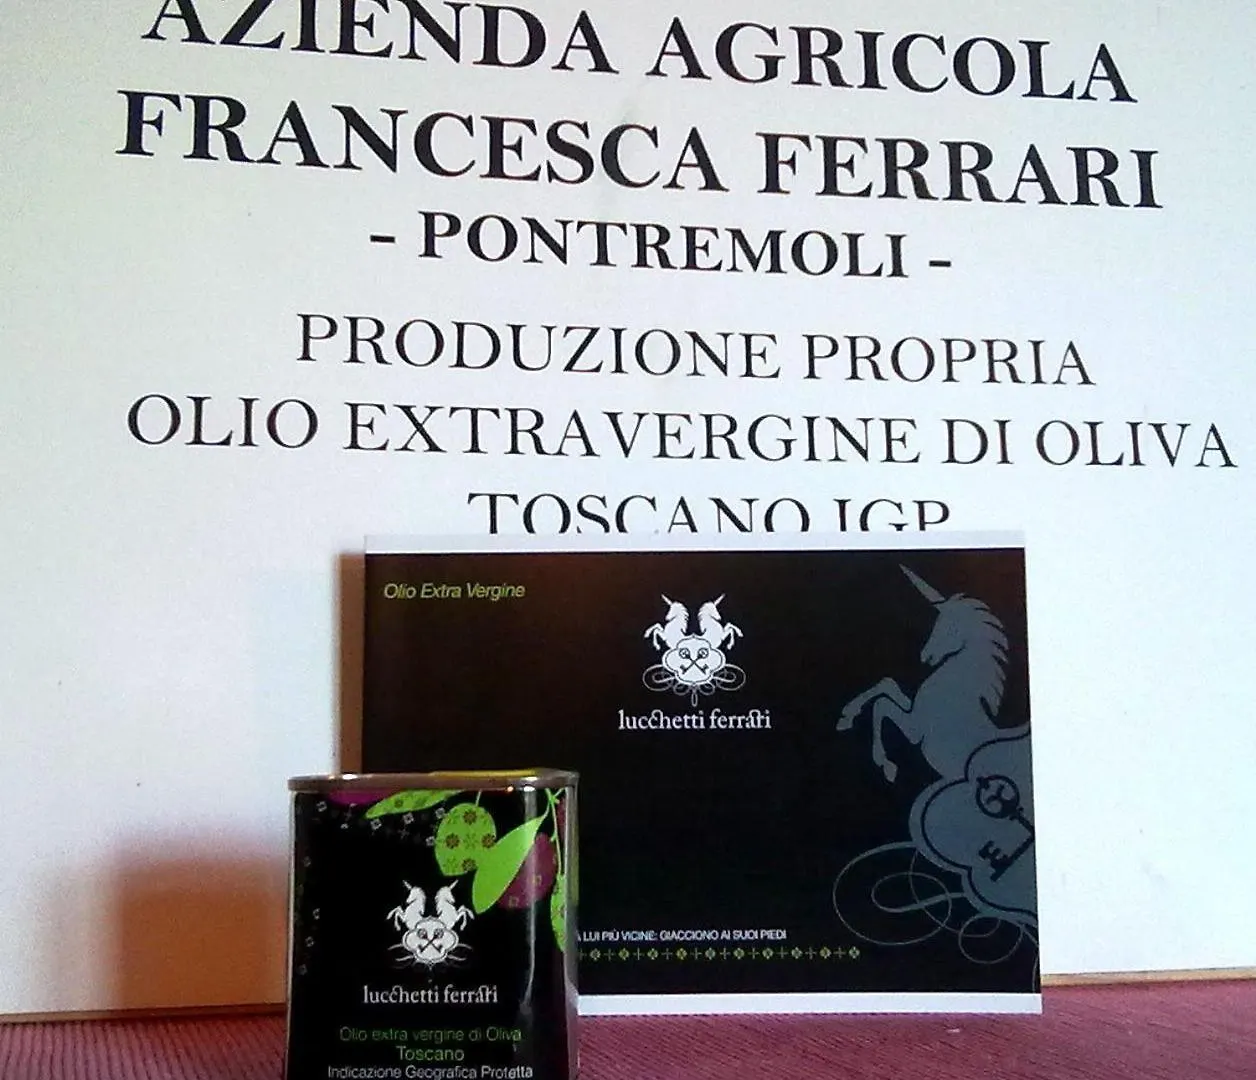 AZIENDA AGRICOLA
FRANCESCA FERRARI
- PONTREMOLI -
PRODUZIONE PROPRIA
OLIO EXTRAVERGINE DI OLIVA
TOSCANO IGP
Olio Extra Vergine
lucchetti ferrari
LUI PIÙ VICINE: GIACCIONO AI SUOI PIEDI
lucchetti ferrari
Olio extra vergine di Oliva
Toscano
Indicazione Geografica Protetta